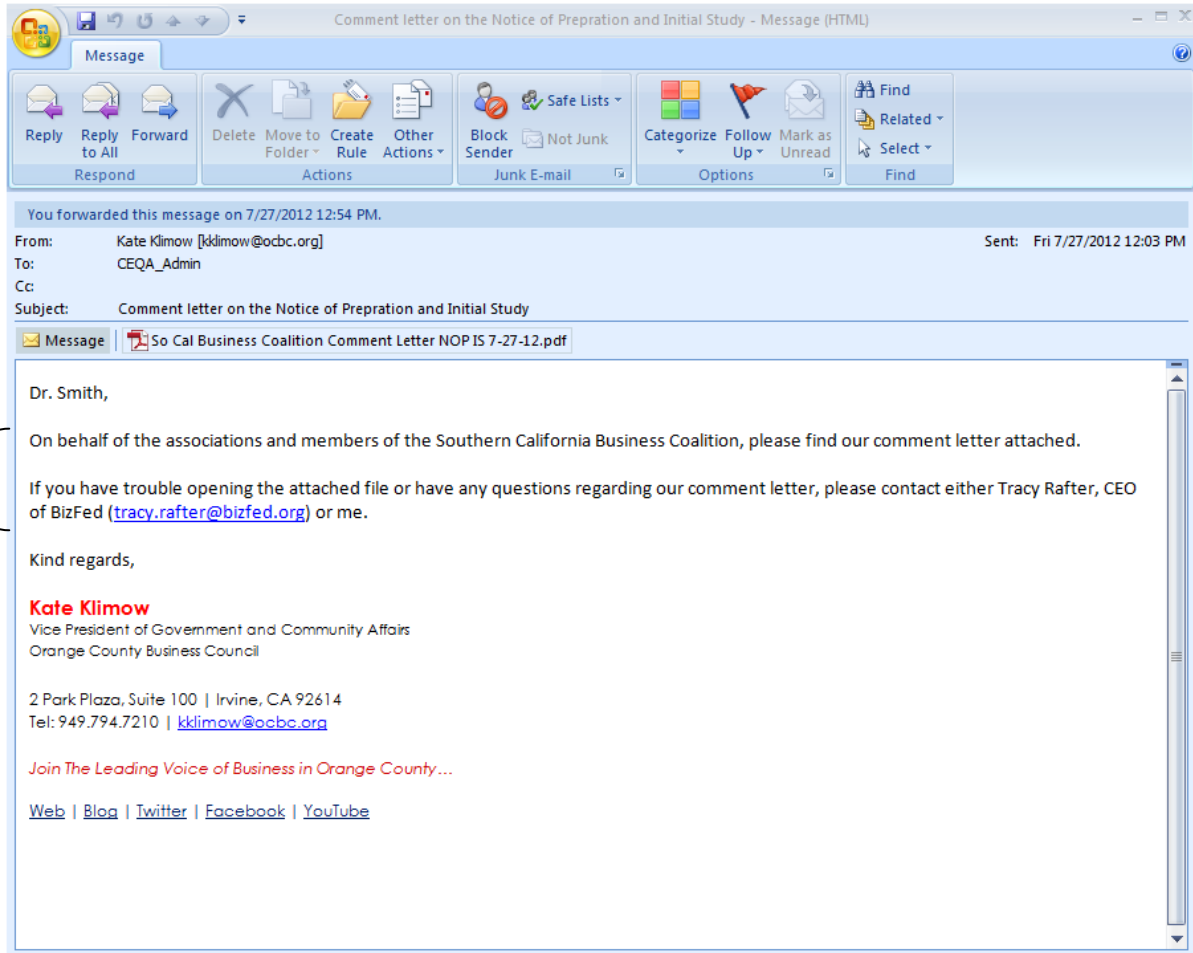 Comment letter on the Notice of Prepration and Initial Study - Message (HTML)
Message
Reply
Reply to All
Forward
Respond
Delete
Move to Folder
Create Rule
Other Actions
Actions
Block Sender
Safe Lists
Not Junk
Junk E-mail
Categorize
Follow Up
Mark as Unread
Options
Find
Related
Select
Find
You forwarded this message on 7/27/2012 12:54 PM.
From: Kate Klimow [kklimow@ocbc.org] Sent: Fri 7/27/2012 12:03 PM
To: CEQA_Admin
Cc:
Subject: Comment letter on the Notice of Prepration and Initial Study
Message So Cal Business Coalition Comment Letter NOP IS 7-27-12.pdf
Dr. Smith,
On behalf of the associations and members of the Southern California Business Coalition, please find our comment letter attached.
If you have trouble opening the attached file or have any questions regarding our comment letter, please contact either Tracy Rafter, CEO
of BizFed (tracy.rafter@bizfed.org) or me.
Kind regards,
Kate Klimow
Vice President of Government and Community Affairs
Orange County Business Council
2 Park Plaza, Suite 100 | Irvine, CA 92614
Tel: 949.794.7210 | kklimow@ocbc.org
Join The Leading Voice of Business in Orange County…
Web | Blog | Twitter | Facebook | YouTube